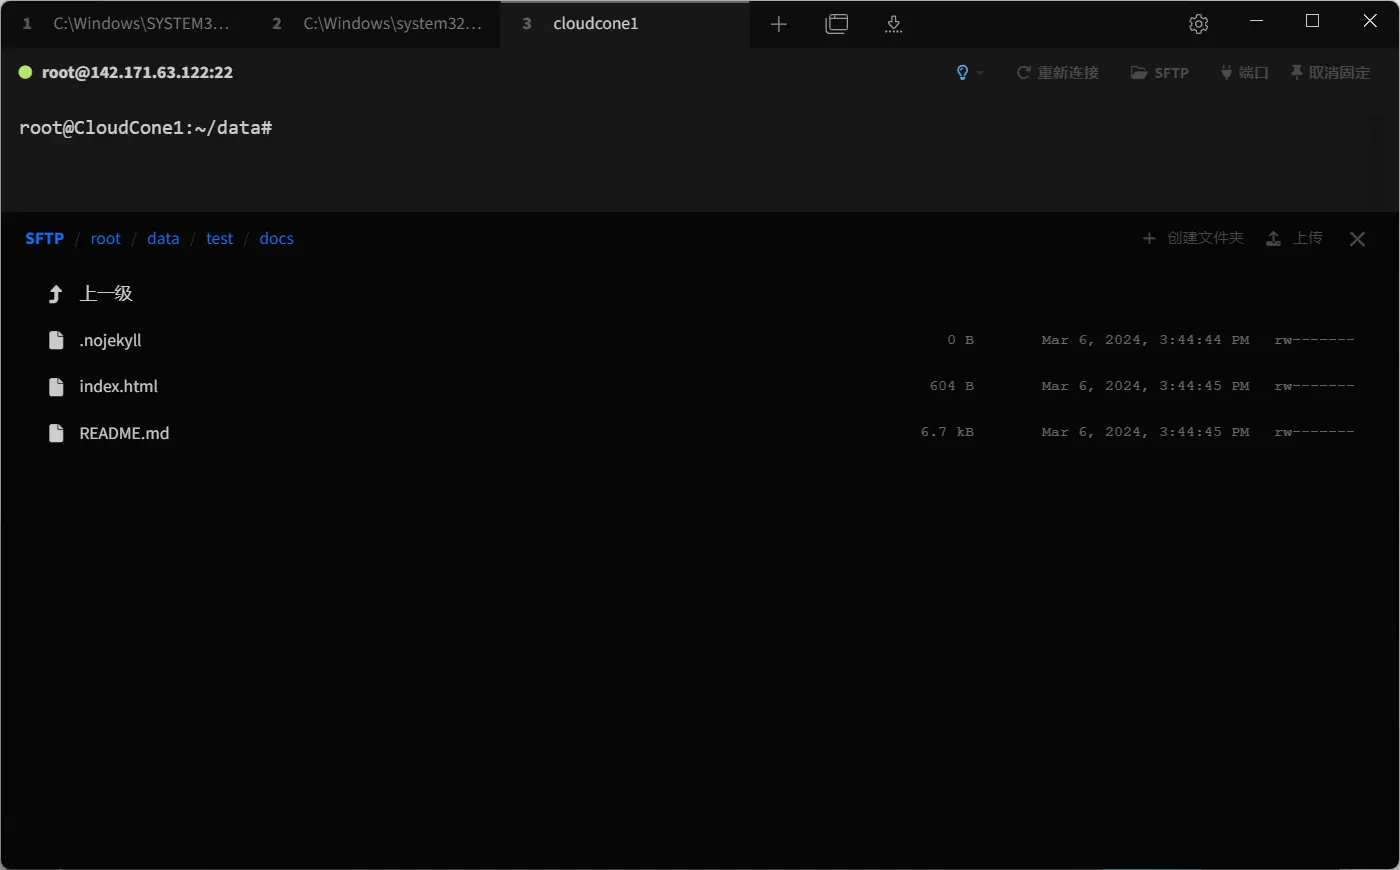 1 C:\Windows\SYSTEM3... 2 C:\Windows\system32... 3 cloudcone1
root@142.171.63.122:22 重新连接 SFTP 端口 取消固定
root@CloudCone1:~/data#
SFTP / root / data / test / docs + 创建文件夹 上传
上一级
.nojekyll 0 B Mar 6, 2024, 3:44:44 PM rw-------
index.html 604 B Mar 6, 2024, 3:44:45 PM rw-------
README.md 6.7 kB Mar 6, 2024, 3:44:45 PM rw-------